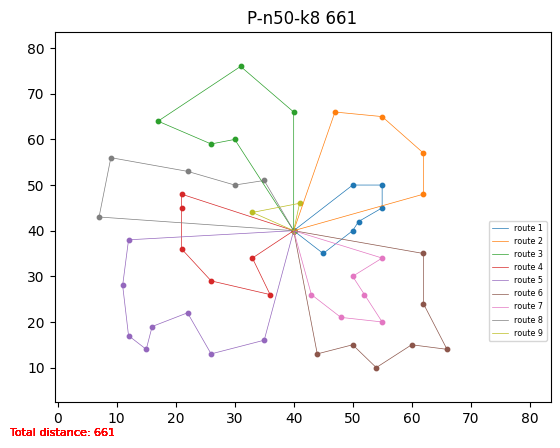 P-n50-k8 661
80
70
60
50
40
30
20
10
0 10 20 30 40 50 60 70 80
route 1
route 2
route 3
route 4
route 5
route 6
route 7
route 8
route 9
Total distance: 661